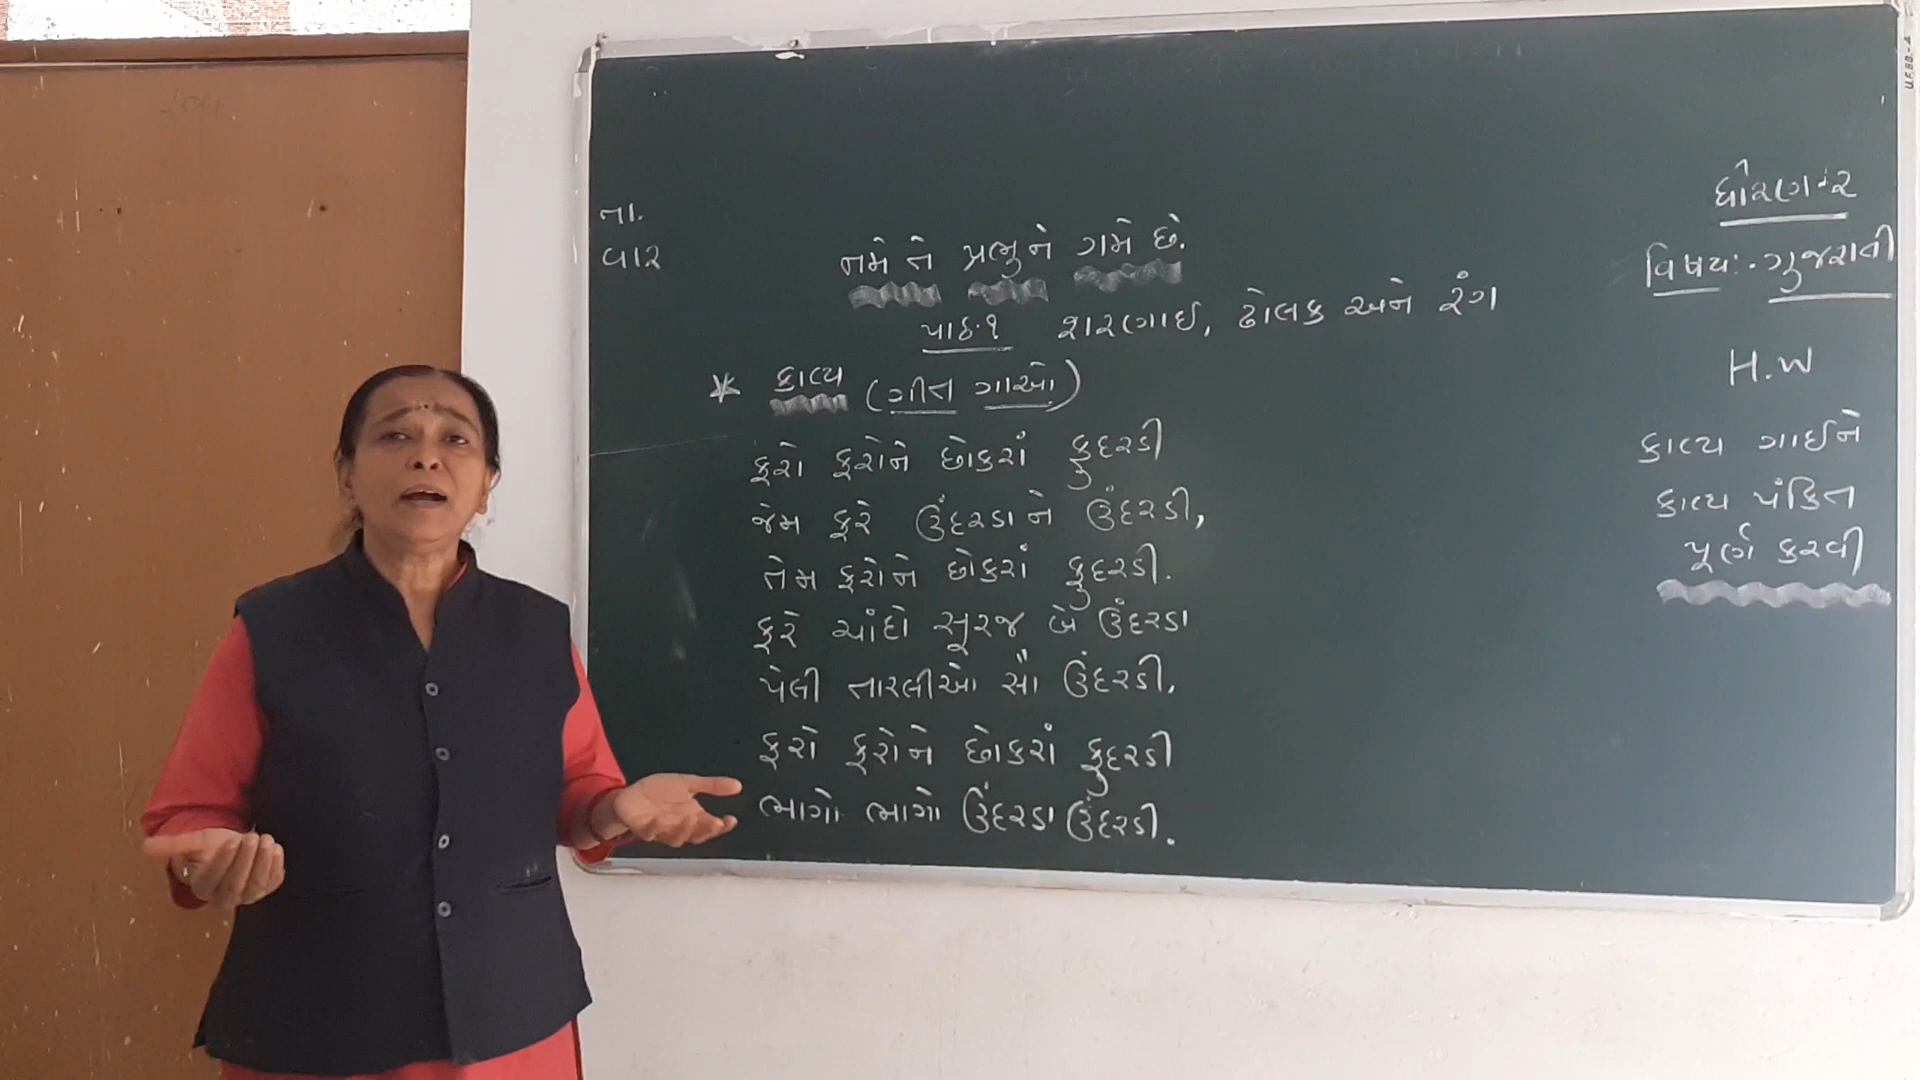 તા.
વાર
નમે તે પ્રભુને ગમે છે.
પાઠ.૧ શરણાઈ, ઢોલક અને રંગ
* કાવ્ય (ગીત ગાઓ)
ફરો ફરોને છોકરાં ફુદરડી
જેમ ફરે ઉંદરડાને ઉંદરડી,
તેમ ફરોને છોકરાં ફુદરડી.
ફરે ચાંદો સૂરજ બે ઉંદરડા
પેલી તારલીઓ સૌ ઉંદરડી,
ફરો ફરોને છોકરાં ફુદરડી
ભાગો ભાગો ઉંદરડા ઉંદરડી.
ધોરણ-૨
વિષય:- ગુજરાતી
H.W
કાવ્ય ગાઈને
કાવ્ય પંકિત
પૂર્ણ કરવી